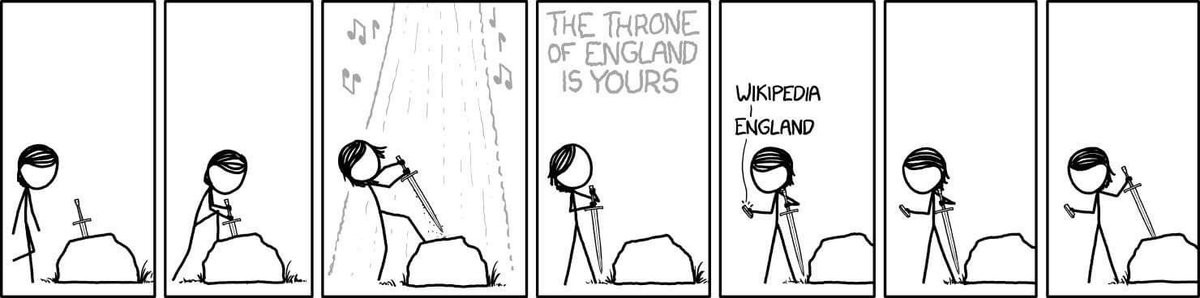 THE THRONE
OF ENGLAND
IS YOURS
WIKIPEDIA
ENGLAND